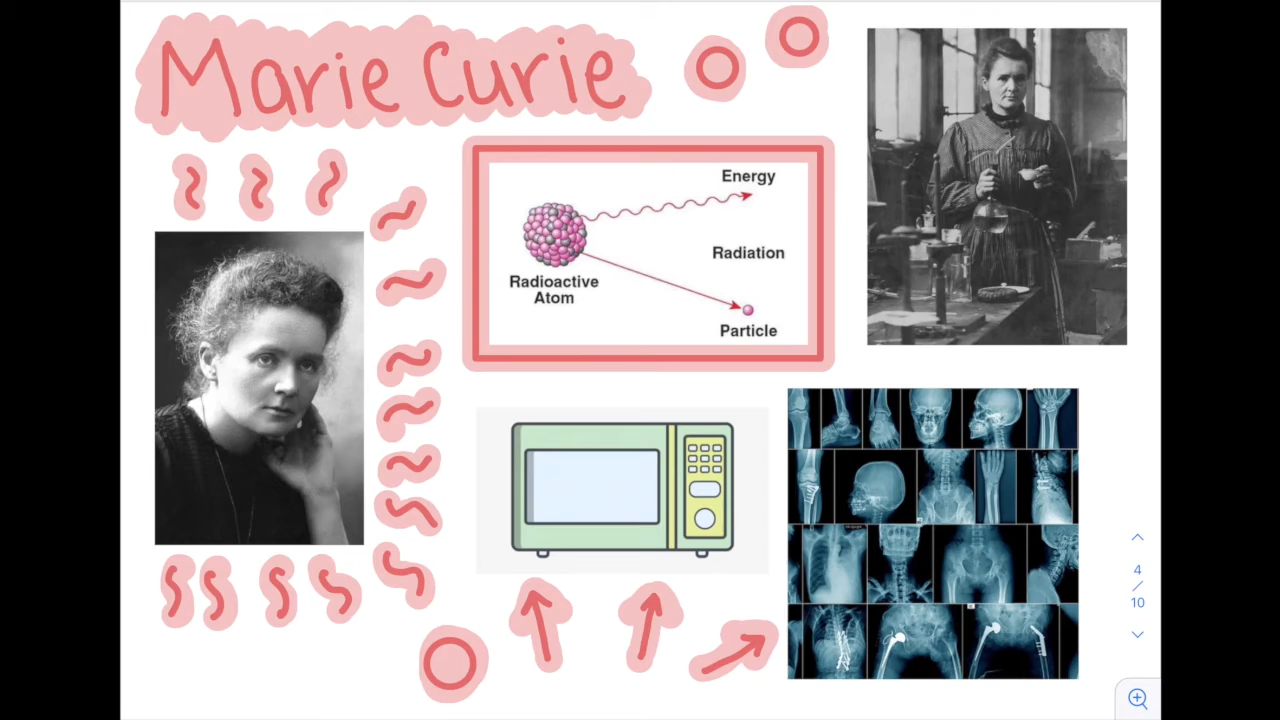 Marie Curie
Energy
Radiation
Radioactive
Atom
Particle
4
/
10